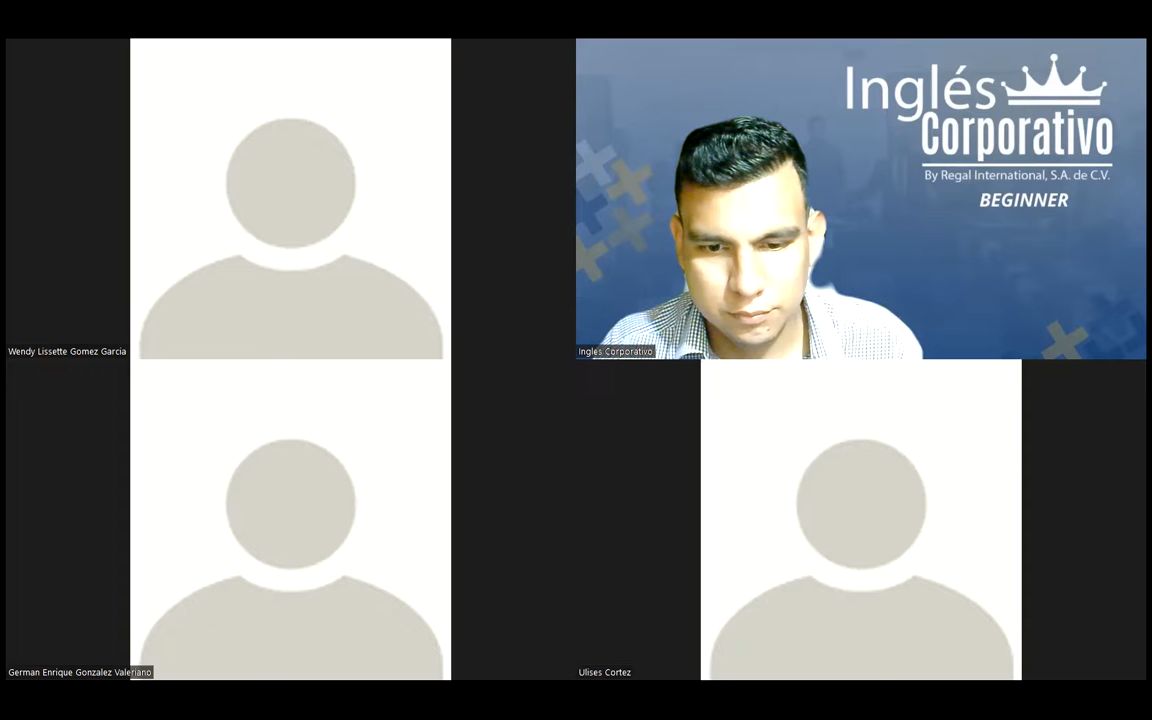 Inglés
Corporativo
By Regal International, S.A. de C.V.
BEGINNER
Wendy Lissette Gomez Garcia
Ingles Corporativo
German Enrique Gonzalez Valeriano
Ulises Cortez